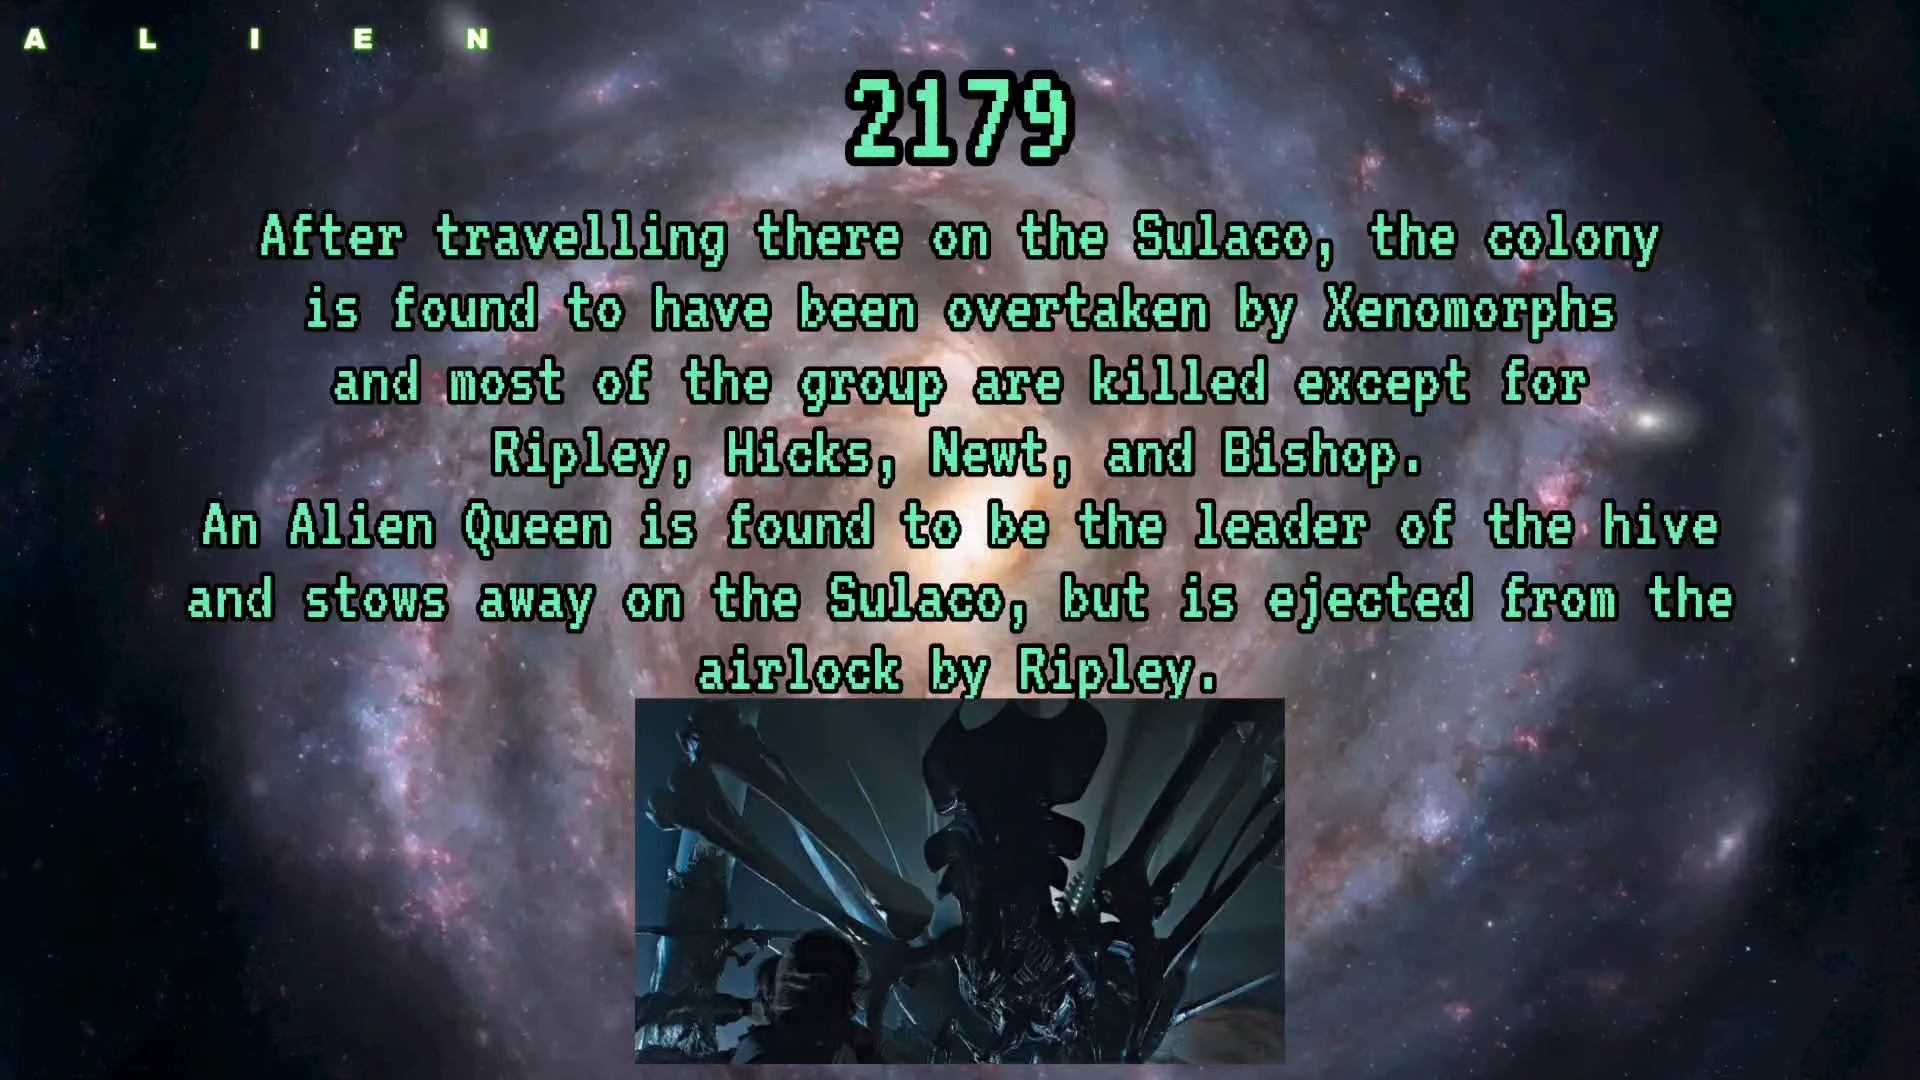 A L I E N
2179
After travelling there on the Sulaco, the colony
is found to have been overtaken by Xenomorphs
and most of the group are killed except for
Ripley, Hicks, Newt, and Bishop.
An Alien Queen is found to be the leader of the hive
and stows away on the Sulaco, but is ejected from the
airlock by Ripley.